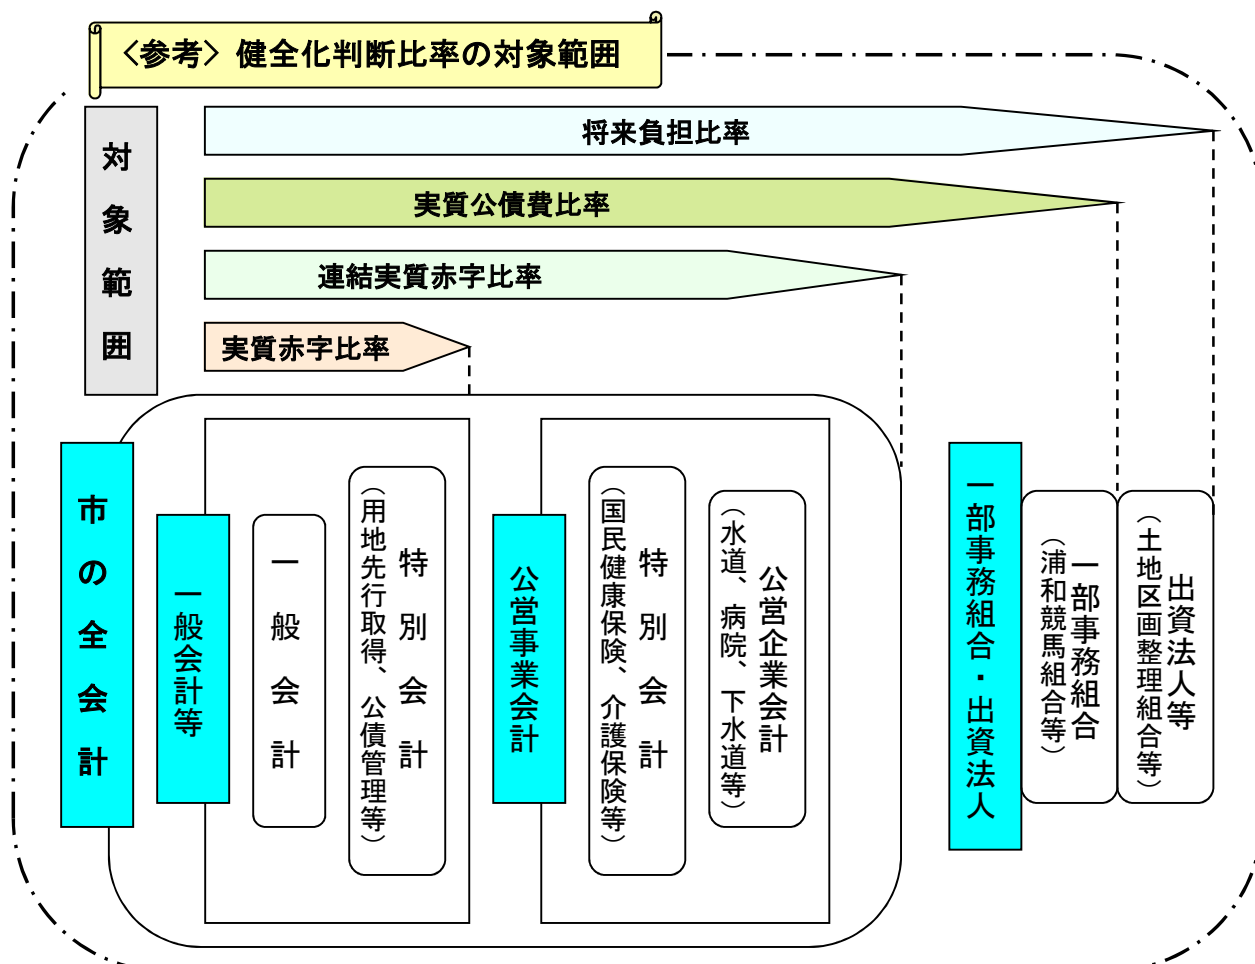 〈参考〉健全化判断比率の対象範囲
対象範囲
将来負担比率
実質公債費比率
連結実質赤字比率
実質赤字比率
市の全会計
一般会計等
一般会計
特別会計
（用地先行取得、公債管理等）
公営事業会計
特別会計
（国民健康保険、介護保険等）
公営企業会計
（水道、病院、下水道等）
一部事務組合・出資法人
一部事務組合
（浦和競馬組合等）
出資法人等
（土地区画整理組合等）